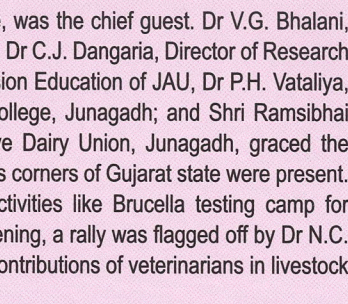 , was the chief guest. Dr V.G. Bhalani,
Dr C.J. Dangaria, Director of Research
sion Education of JAU, Dr P.H. Vataliya,
ollege, Junagadh; and Shri Ramsibhai
ve Dairy Union, Junagadh, graced the
s corners of Gujarat state were present.
ctivities like Brucella testing camp for
ening, a rally was flagged off by Dr N.C.
ontributions of veterinarians in livestock